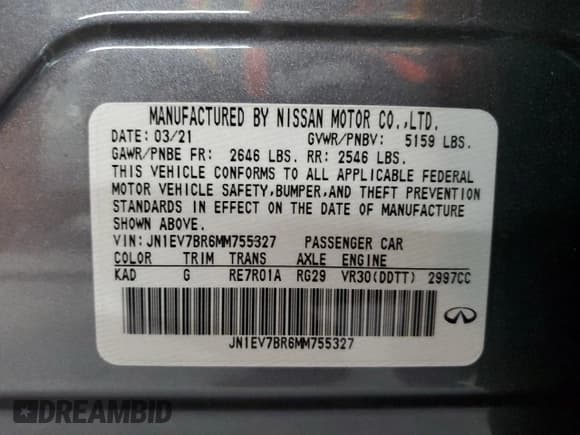 MANUFACTURED BY NISSAN MOTOR CO.,LTD.
DATE: 03/21 GVWR/PNBV: 5159 LBS.
GAWR/PNBE FR: 2646 LBS. RR: 2546 LBS.
THIS VEHICLE CONFORMS TO ALL APPLICABLE FEDERAL
MOTOR VEHICLE SAFETY,BUMPER,AND THEFT PREVENTION
STANDARDS IN EFFECT ON THE DATE OF MANUFACTURE
SHOWN ABOVE.
VIN: JN1EV7BR6MM755327 PASSENGER CAR
COLOR TRIM TRANS AXLE ENGINE
KAD G RE7R01A RG29 VR30(DDTT) 2997CC
JN1EV7BR6MM755327
DREAMBID